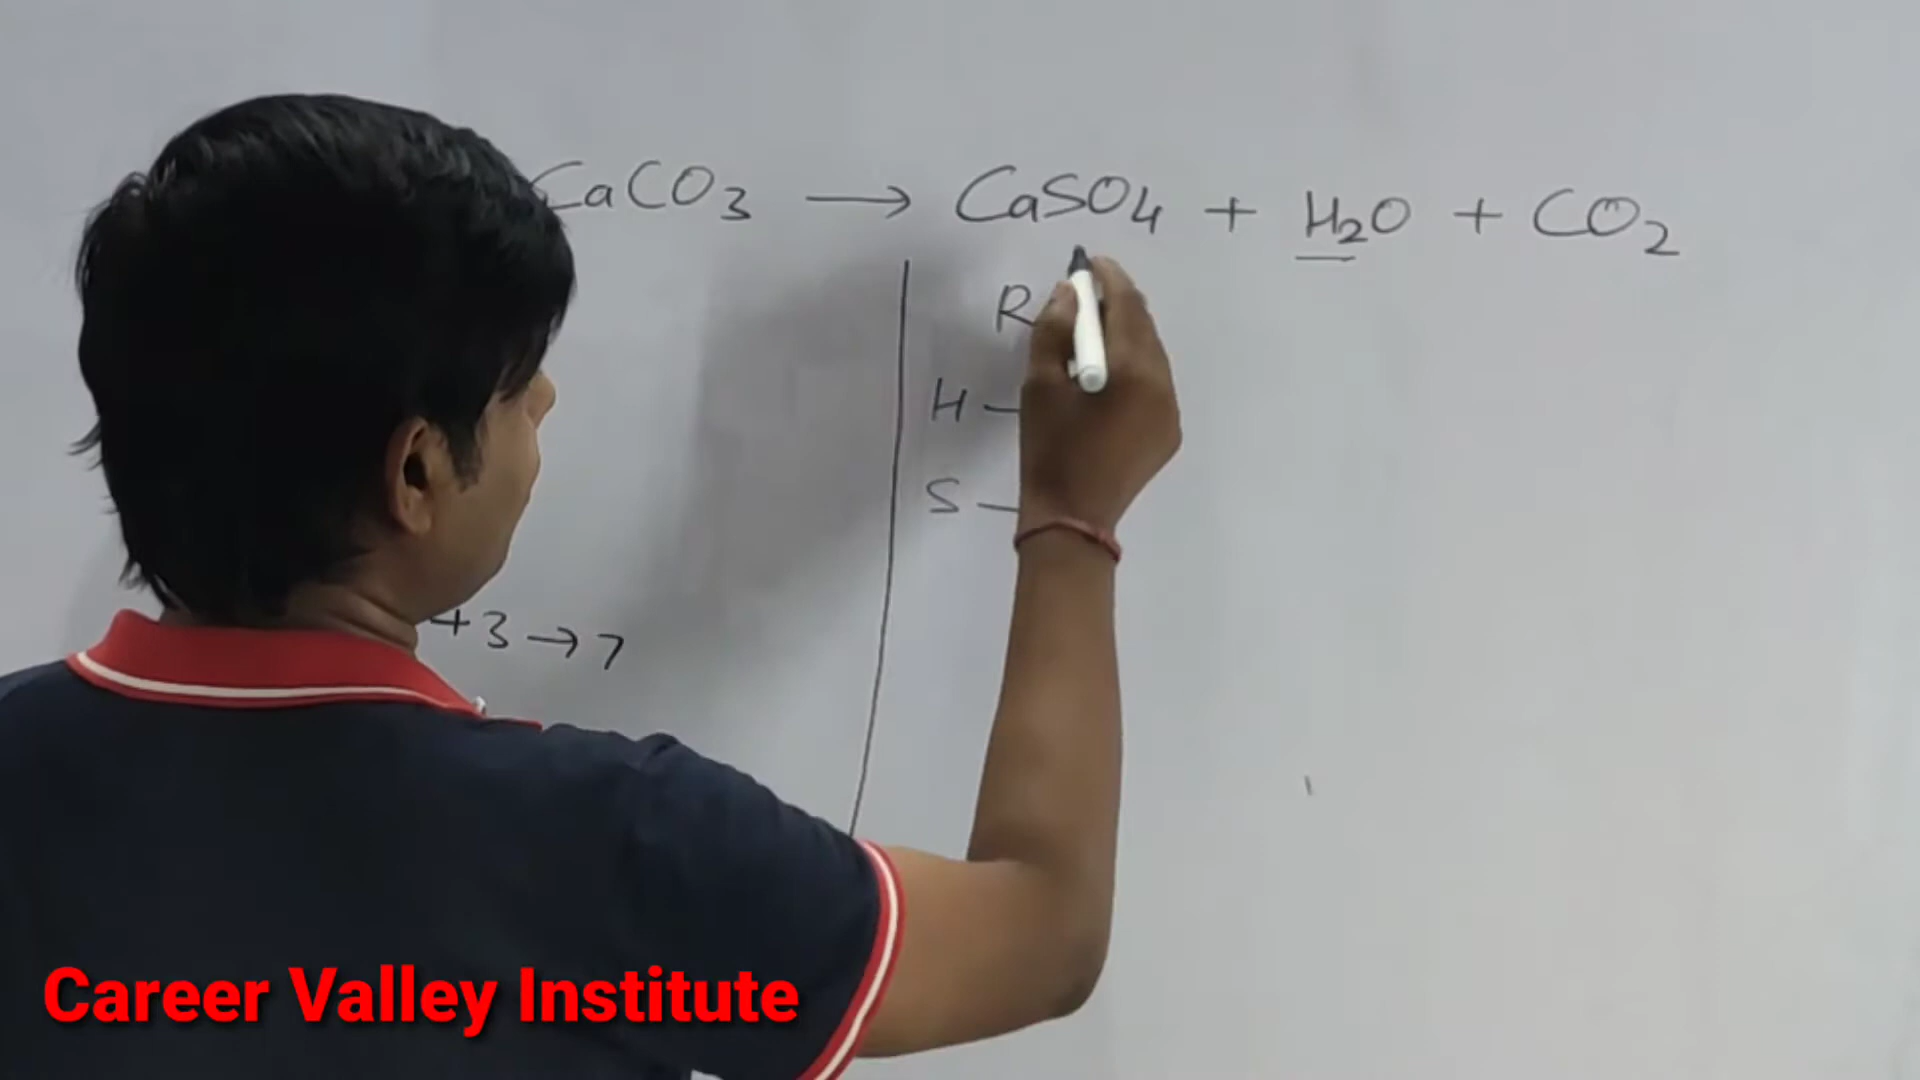 CaCO3 → CaSO4 + H2O + CO2
R
H -
S -
+3 → 7
Career Valley Institute